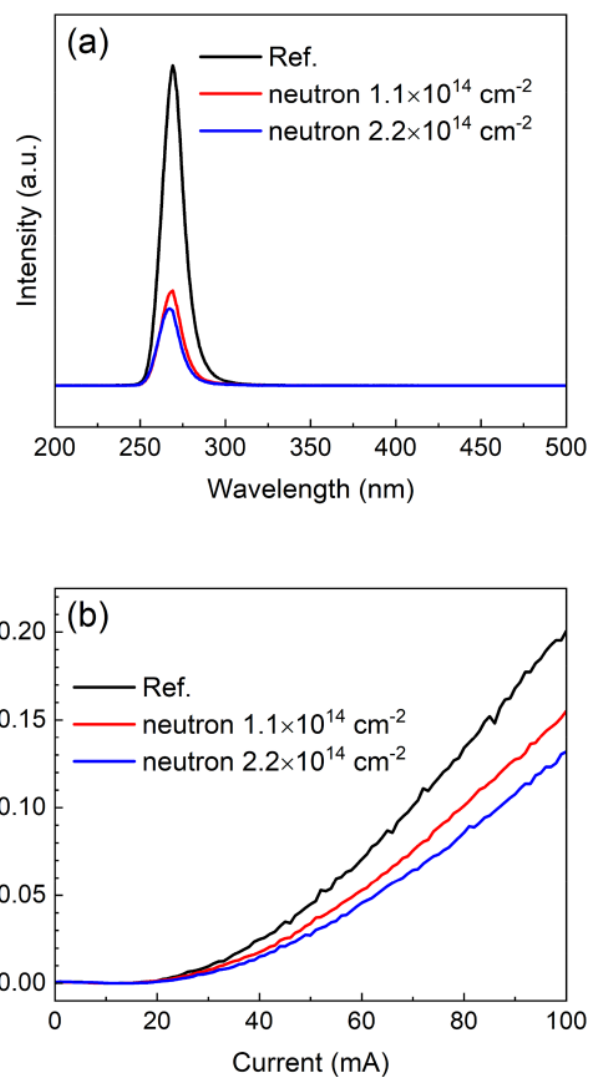 (a)
Ref.
neutron 1.1×10¹⁴ cm⁻²
neutron 2.2×10¹⁴ cm⁻²
Intensity (a.u.)
200 250 300 350 400 450 500
Wavelength (nm)
(b)
0.20
Ref.
neutron 1.1×10¹⁴ cm⁻²
0.15
neutron 2.2×10¹⁴ cm⁻²
0.10
0.05
0.00
0 20 40 60 80 100
Current (mA)